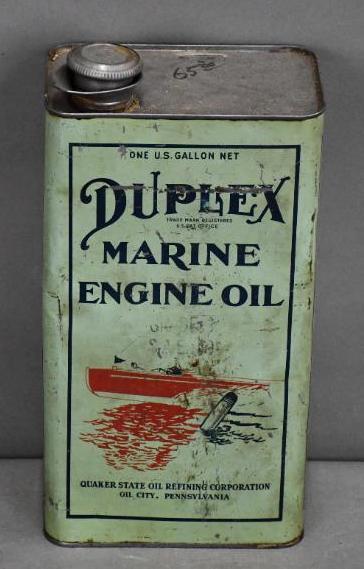 65
ONE U.S. GALLON NET
DUPLEX
TRADE MARK REGISTERED
U.S. PAT. OFFICE
MARINE
ENGINE OIL
QUAKER STATE OIL REFINING CORPORATION
OIL CITY, PENNSYLVANIA